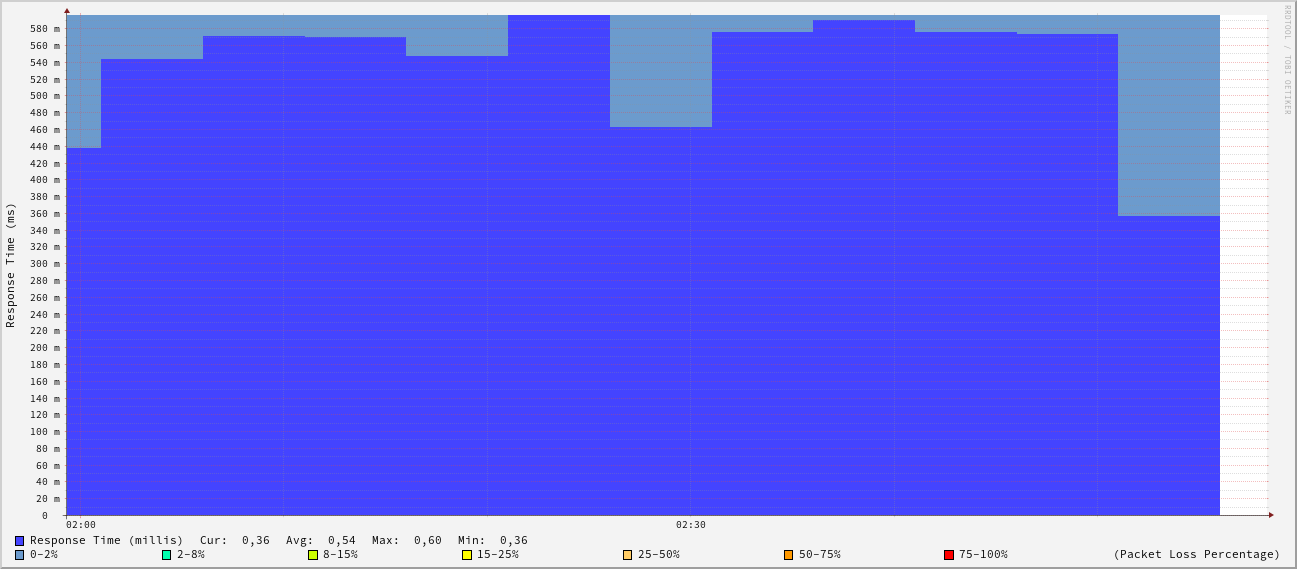 RRDTOOL / TOBI OETIKER
Response Time (ms)
580 m
560 m
540 m
520 m
500 m
480 m
460 m
440 m
420 m
400 m
380 m
360 m
340 m
320 m
300 m
280 m
260 m
240 m
220 m
200 m
180 m
160 m
140 m
120 m
100 m
80 m
60 m
40 m
20 m
0
02:00 02:30
Response Time (millis) Cur: 0,36 Avg: 0,54 Max: 0,60 Min: 0,36
0-2% 2-8% 8-15% 15-25% 25-50% 50-75% 75-100% (Packet Loss Percentage)